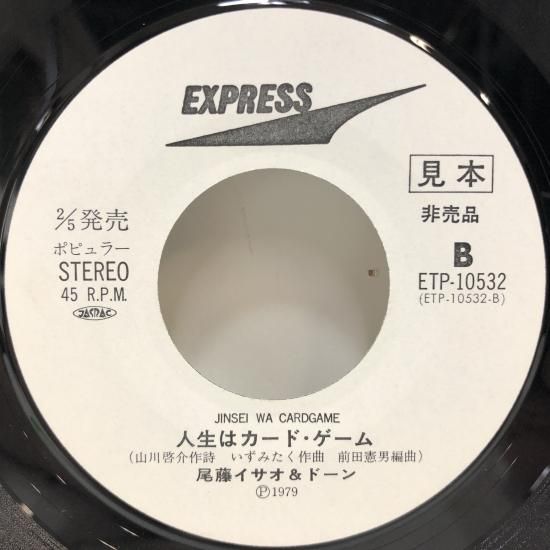 EXPRESS
見本
非売品
B
ETP-10532
(ETP-10532-B)
2/5発売
ポピュラー
STEREO
45 R.P.M.
JASRAC
JINSEI WA CARDGAME
人生はカード・ゲーム
(山川啓介作詩 いずみたく作曲 前田憲男編曲)
尾藤イサオ&ドーン
Ⓟ1979